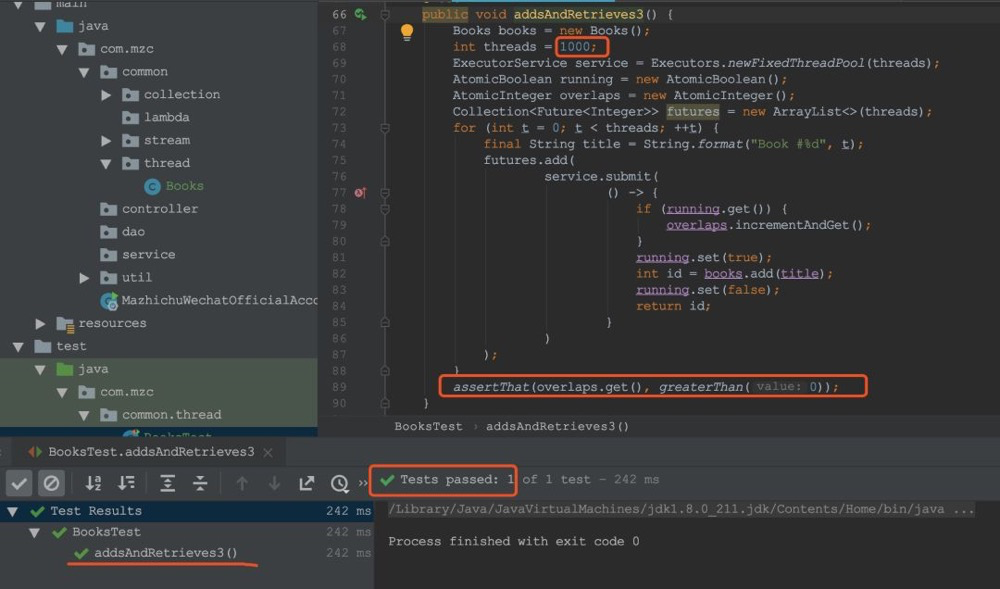 main
java
com.mzc
common
collection
lambda
stream
thread
Books
controller
dao
service
util
MazhichuWechatOfficialAcco
resources
test
java
com.mzc
common.thread
BooksTest
66 public void addsAndRetrieves3() {
67 Books books = new Books();
68 int threads = 1000;
69 ExecutorService service = Executors.newFixedThreadPool(threads);
70 AtomicBoolean running = new AtomicBoolean();
71 AtomicInteger overlaps = new AtomicInteger();
72 Collection<Future<Integer>> futures = new ArrayList<>(threads);
73 for (int t = 0; t < threads; ++t) {
74 final String title = String.format("Book #%d", t);
75 futures.add(
76 service.submit(
77 () -> {
78 if (running.get()) {
79 overlaps.incrementAndGet();
80 }
81 running.set(true);
82 int id = books.add(title);
83 running.set(false);
84 return id;
85 }
86 )
87 );
88 }
89 assertThat(overlaps.get(), greaterThan( value: 0));
90 }
BooksTest › addsAndRetrieves3()
BooksTest.addsAndRetrieves3 ×
» Tests passed: 1 of 1 test – 242 ms
Test Results 242 ms
BooksTest 242 ms
addsAndRetrieves3() 242 ms
/Library/Java/JavaVirtualMachines/jdk1.8.0_211.jdk/Contents/Home/bin/java ...
Process finished with exit code 0